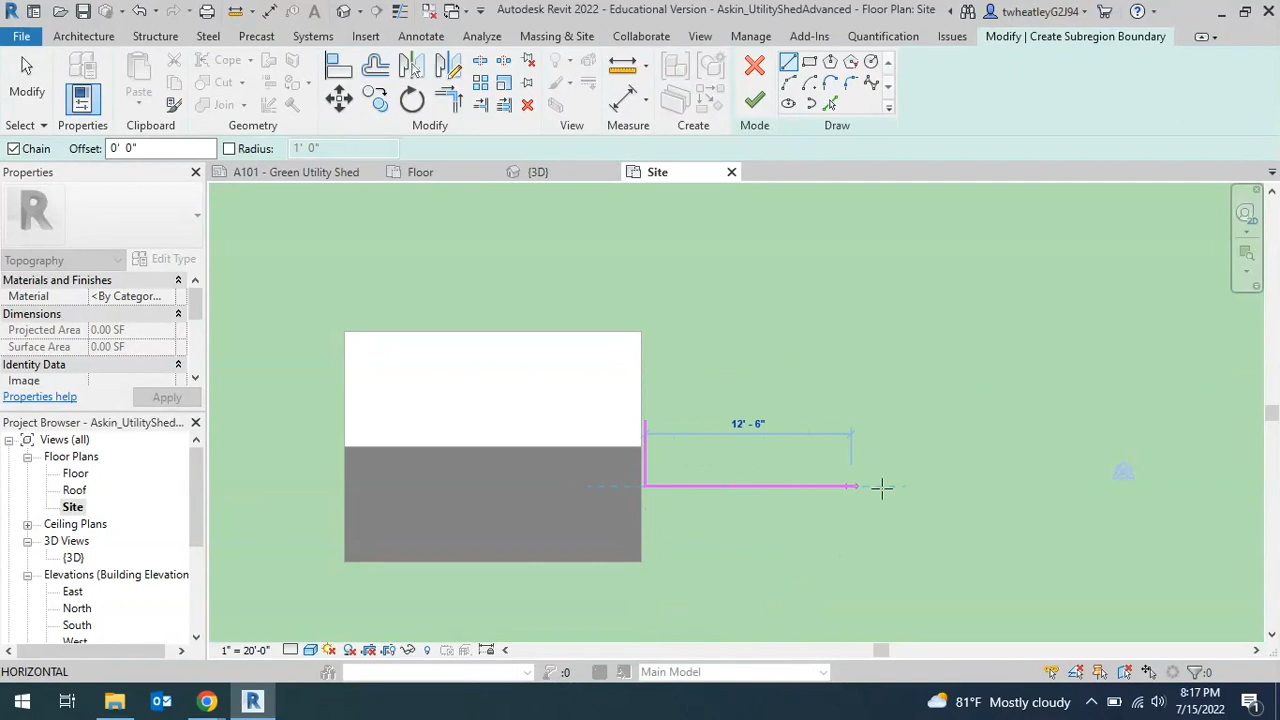 Autodesk Revit 2022 - Educational Version - Askin_UtilityShedAdvanced - Floor Plan: Site
twheatleyG2J94
File Architecture Structure Steel Precast Systems Insert Annotate Analyze Massing & Site Collaborate View Manage Add-Ins Quantification Issues Modify | Create Subregion Boundary
Modify
Paste
Cope
Cut
Join
Select Properties Clipboard Geometry Modify View Measure Create Mode Draw
Chain Offset: 0' 0" Radius: 1' 0"
Properties
A101 - Green Utility Shed Floor {3D} Site
Topography Edit Type
Materials and Finishes
Material <By Categor...
Dimensions
Projected Area 0.00 SF
Surface Area 0.00 SF
Identity Data
Image
Properties help Apply
Project Browser - Askin_UtilityShed...
Views (all)
Floor Plans
Floor
Roof
Site
Ceiling Plans
3D Views
{3D}
Elevations (Building Elevation
East
North
South
West
12' - 6"
2D
1" = 20'-0"
HORIZONTAL
:0 Main Model :0
81°F Mostly cloudy
8:17 PM
7/15/2022
1